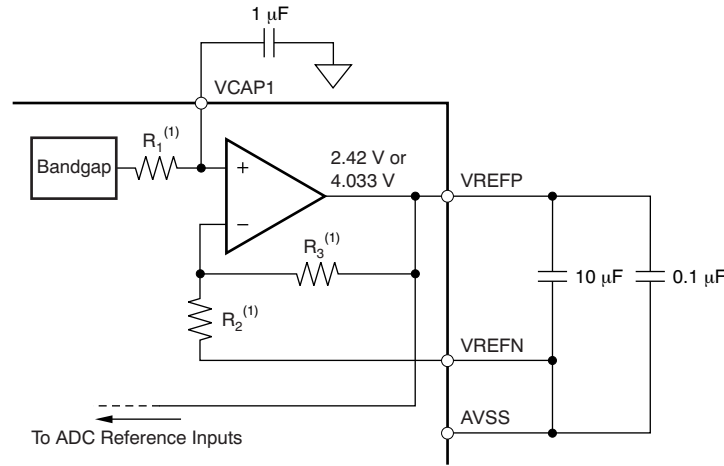 1 µF
VCAP1
R1(1)
Bandgap
+
−
2.42 V or
4.033 V
VREFP
R3(1)
10 µF
0.1 µF
R2(1)
VREFN
AVSS
To ADC Reference Inputs